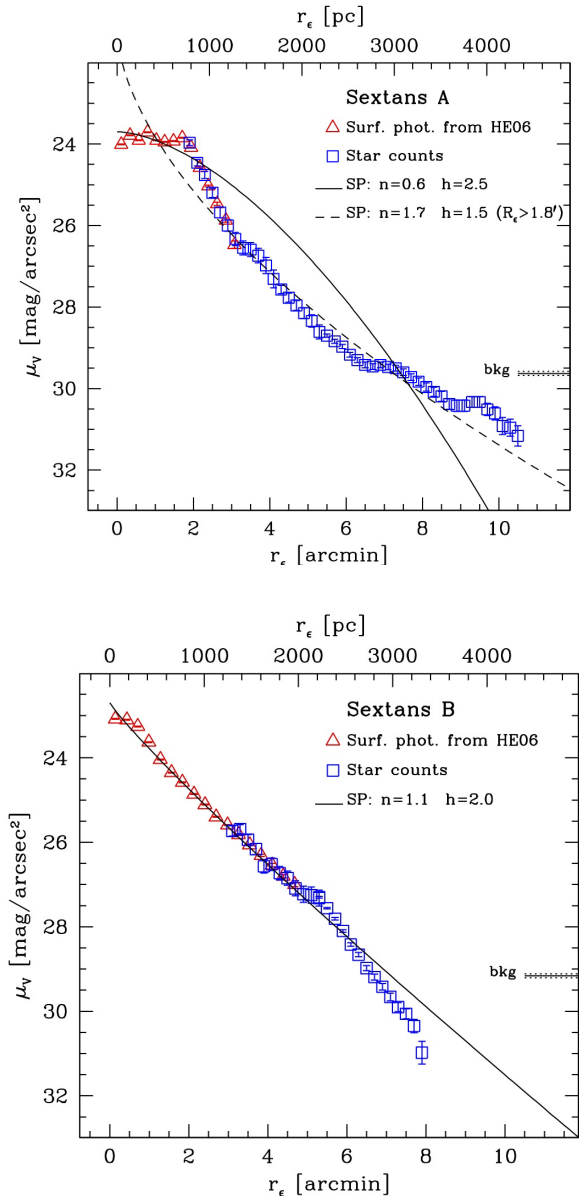 r_ε [pc]
0 1000 2000 3000 4000
Sextans A
Surf. phot. from HE06
Star counts
SP: n=0.6 h=2.5
SP: n=1.7 h=1.5 (R_ε>1.8')
24
26
28
30
32
μ_V [mag/arcsec²]
bkg
0 2 4 6 8 10
r_ε [arcmin]
r_ε [pc]
0 1000 2000 3000 4000
Sextans B
Surf. phot. from HE06
Star counts
SP: n=1.1 h=2.0
24
26
28
30
32
μ_V [mag/arcsec²]
bkg
0 2 4 6 8 10
r_ε [arcmin]